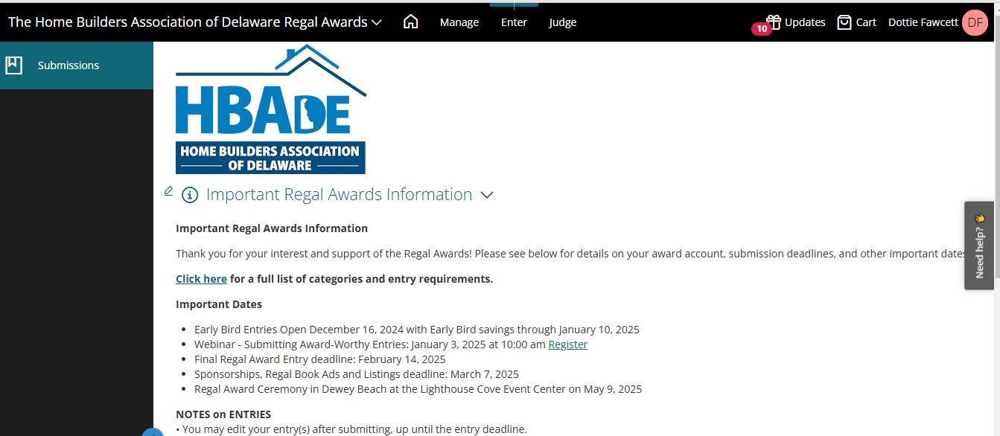 The Home Builders Association of Delaware Regal Awards
Manage
Enter
Judge
10
Updates
Cart
Dottie Fawcett
DF
Submissions
HBADE
HOME BUILDERS ASSOCIATION
OF DELAWARE
Important Regal Awards Information
Important Regal Awards Information
Thank you for your interest and support of the Regal Awards! Please see below for details on your award account, submission deadlines, and other important dates
Need help? 👋
Click here for a full list of categories and entry requirements.
Important Dates
• Early Bird Entries Open December 16, 2024 with Early Bird savings through January 10, 2025
• Webinar - Submitting Award-Worthy Entries: January 3, 2025 at 10:00 am Register
• Final Regal Award Entry deadline: February 14, 2025
• Sponsorships, Regal Book Ads and Listings deadline: March 7, 2025
• Regal Award Ceremony in Dewey Beach at the Lighthouse Cove Event Center on May 9, 2025
NOTES on ENTRIES
• You may edit your entry(s) after submitting, up until the entry deadline.